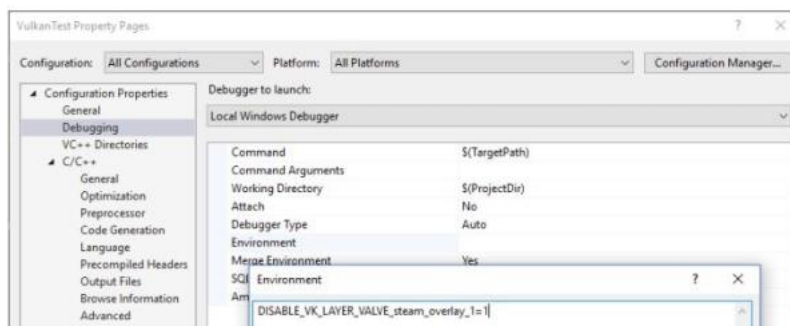 VulkanTest Property Pages ? ×
Configuration: All Configurations Platform: All Platforms Configuration Manager...
Configuration Properties
General
Debugging
VC++ Directories
C/C++
General
Optimization
Preprocessor
Code Generation
Language
Precompiled Headers
Output Files
Browse Information
Advanced
Debugger to launch:
Local Windows Debugger
Command $(TargetPath)
Command Arguments
Working Directory $(ProjectDir)
Attach No
Debugger Type Auto
Environment
Merge Environment Yes
SQL
Am
Environment ? ×
DISABLE_VK_LAYER_VALVE_steam_overlay_1=1